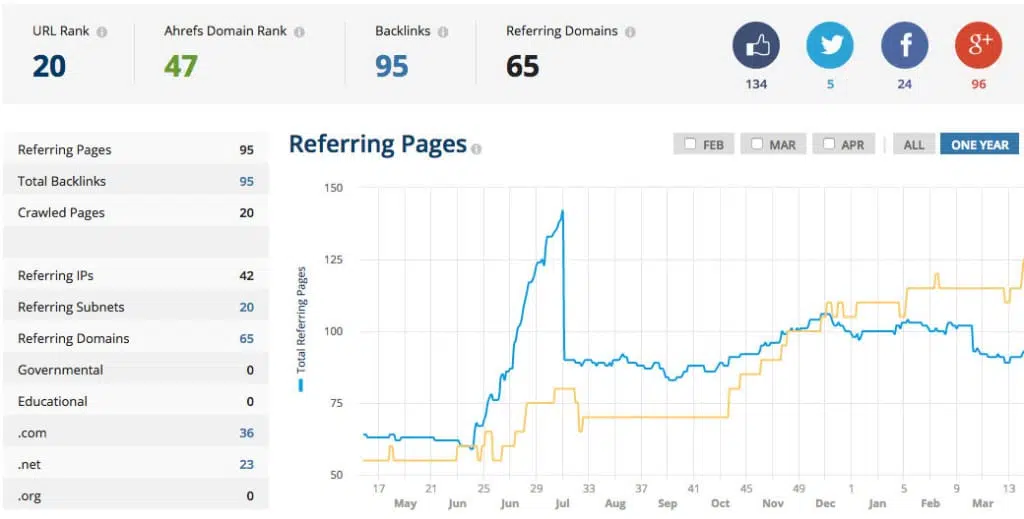 URL Rank Ahrefs Domain Rank Backlinks Referring Domains
20 47 95 65
134 5 24 96
g+
f
Referring Pages 95
Total Backlinks 95
Crawled Pages 20
Referring IPs 42
Referring Subnets 20
Referring Domains 65
Governmental 0
Educational 0
.com 36
.net 23
.org 0
Referring Pages
FEB MAR APR ALL ONE YEAR
Total Referring Pages
150
125
100
75
50
17 21 25 29 33 37 41 45 49 1 5 9 13
May Jun Jun Jul Aug Sep Oct Nov Dec Jan Feb Mar